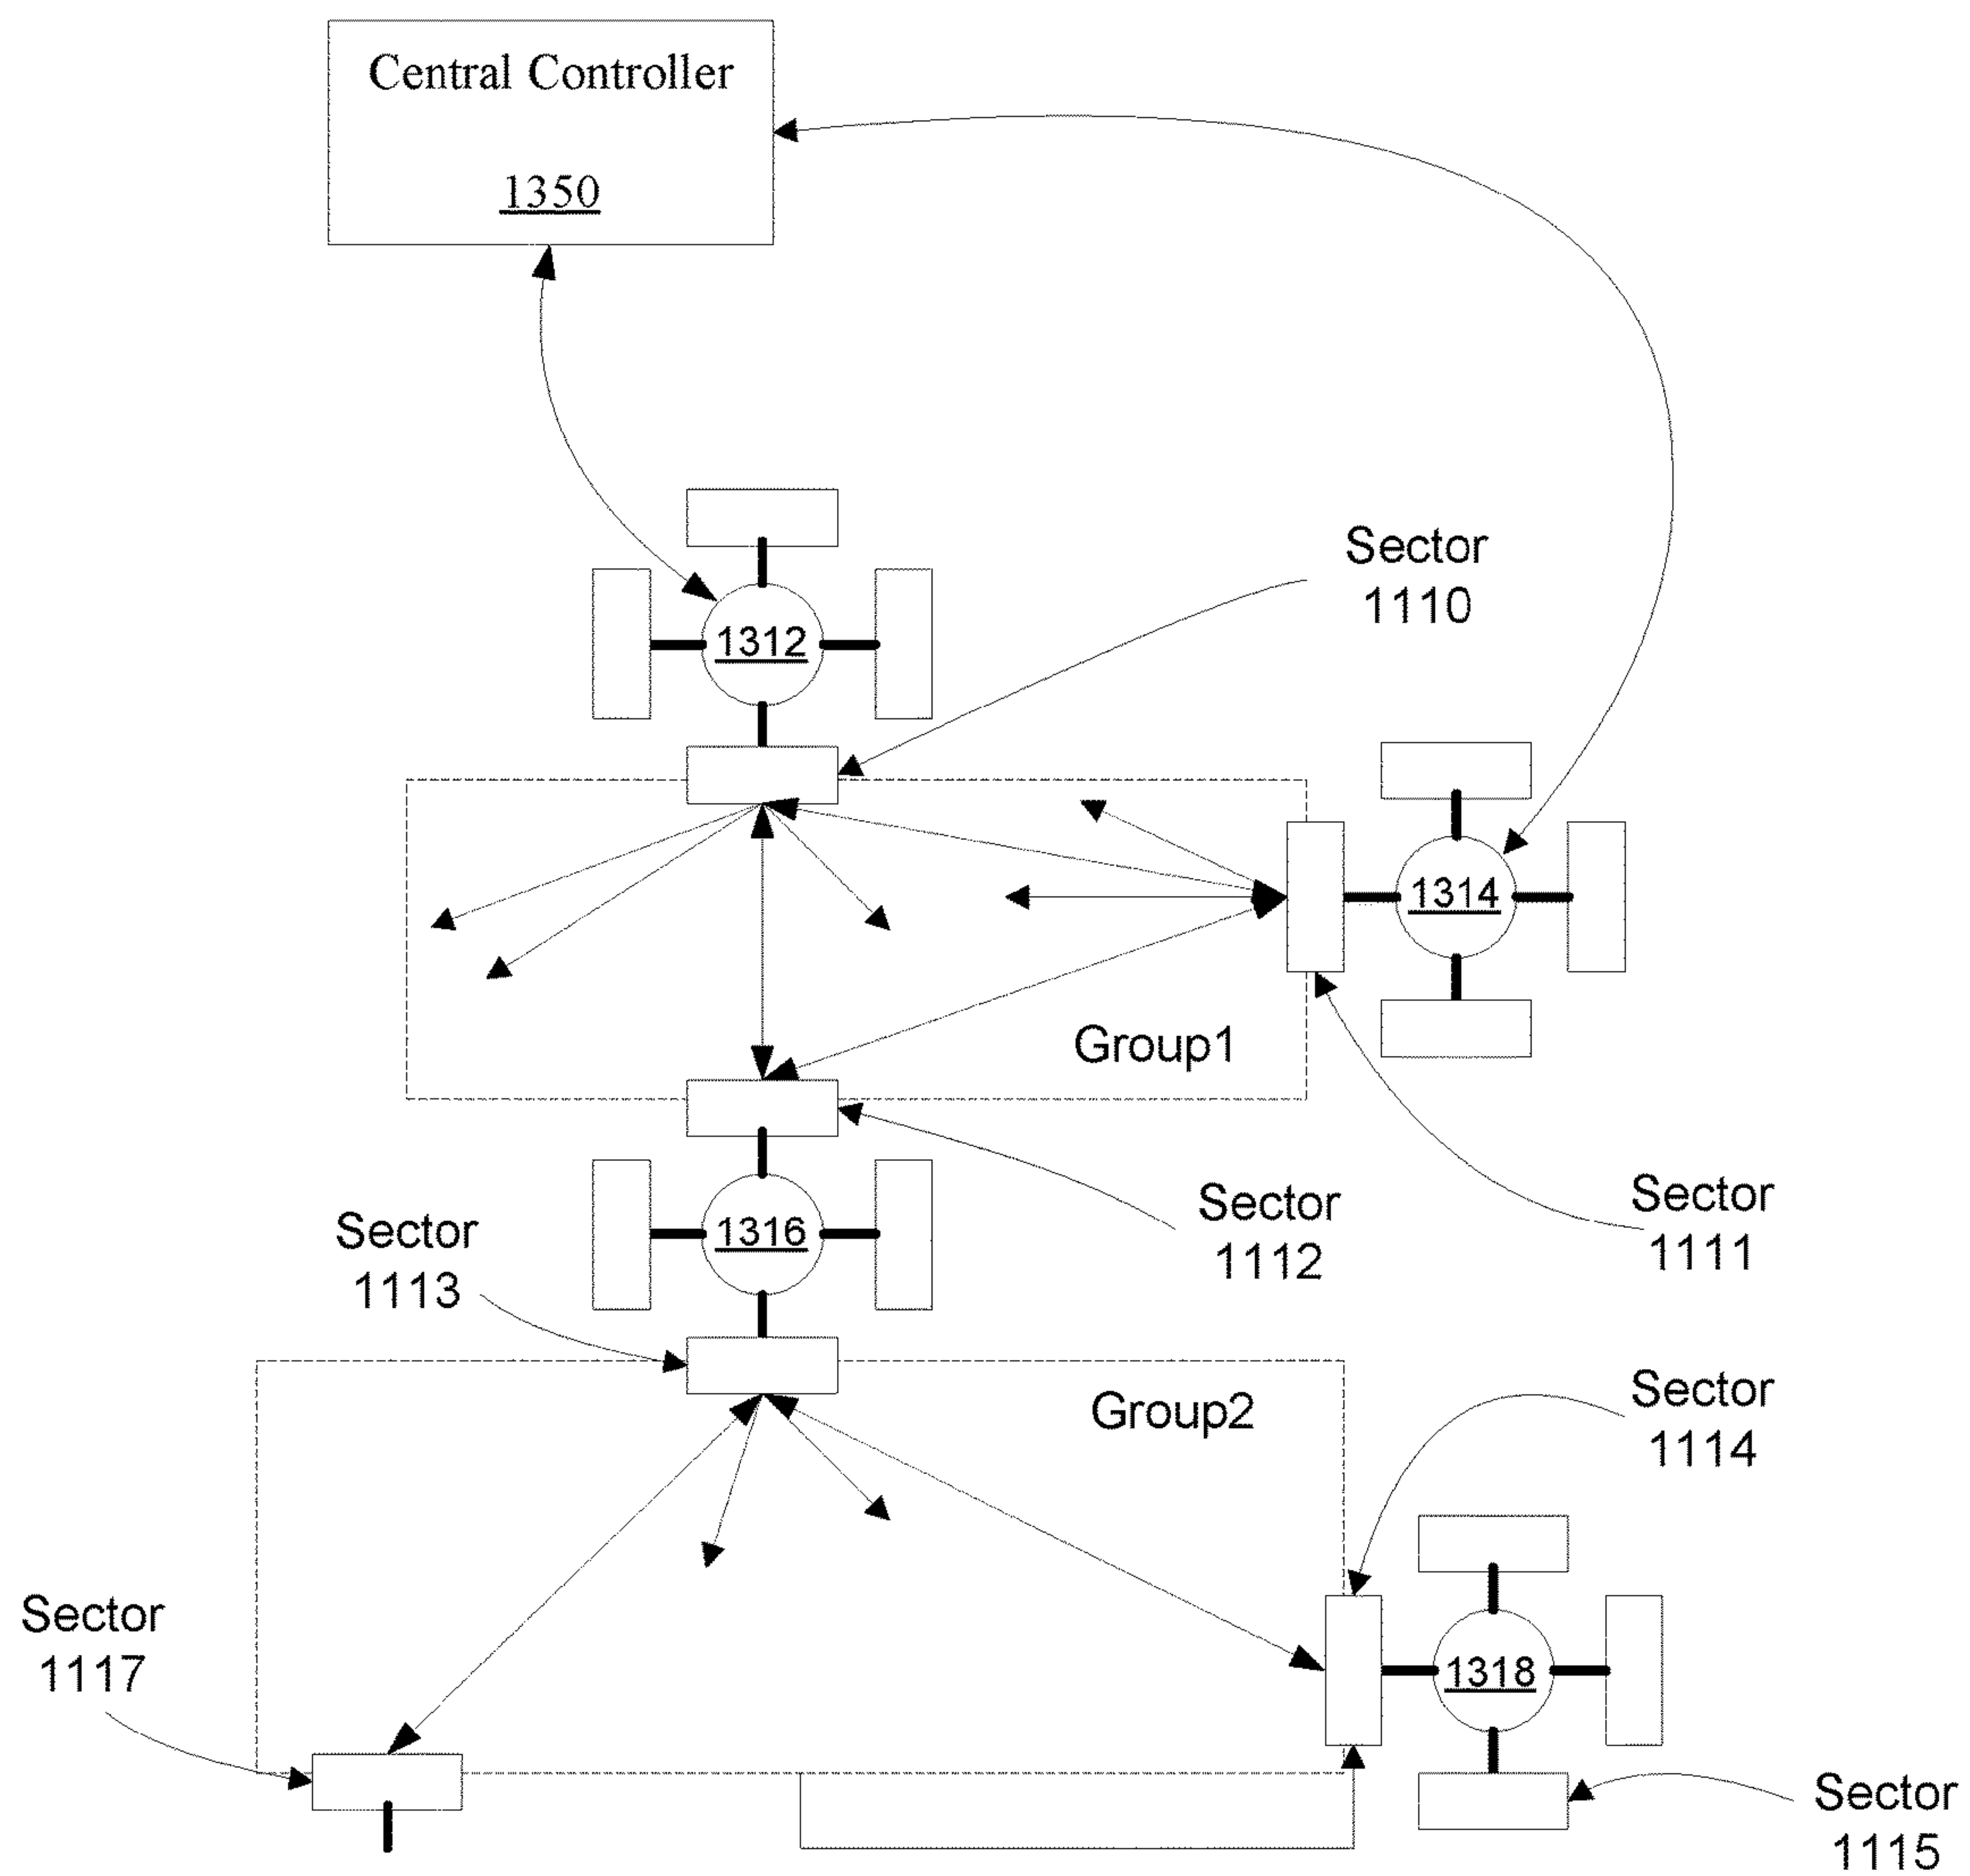 Central Controller
1350
Sector
1110
1312
1314
Group1
Sector
1112
Sector
1111
1316
Sector
1113
Group2
Sector
1114
Sector
1117
1318
Sector
1115